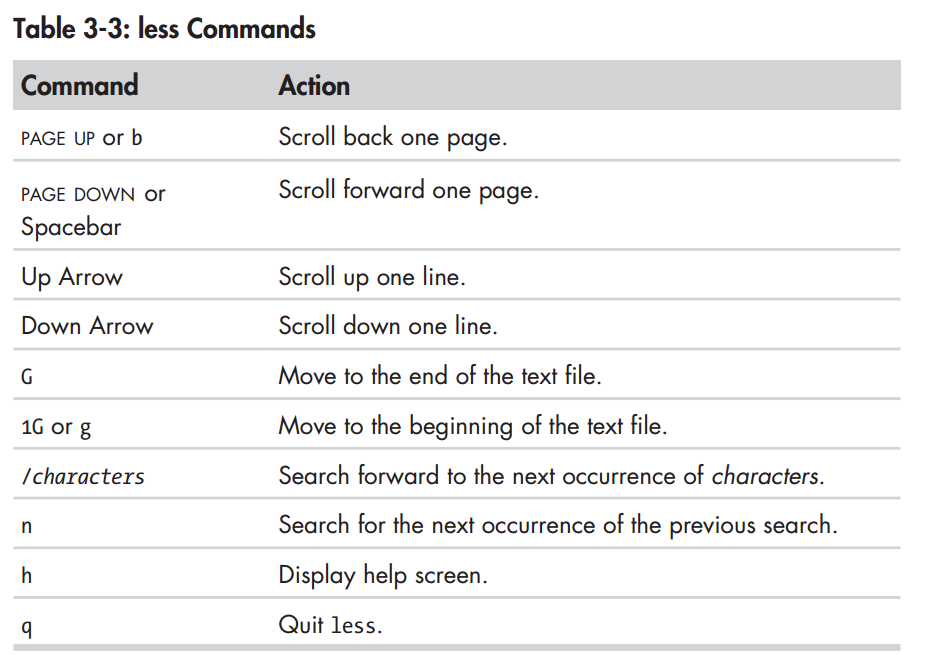 Table 3-3: less Commands
Command Action
PAGE UP or b Scroll back one page.
PAGE DOWN or Scroll forward one page.
Spacebar
Up Arrow Scroll up one line.
Down Arrow Scroll down one line.
G Move to the end of the text file.
1G or g Move to the beginning of the text file.
/characters Search forward to the next occurrence of characters.
n Search for the next occurrence of the previous search.
h Display help screen.
q Quit less.